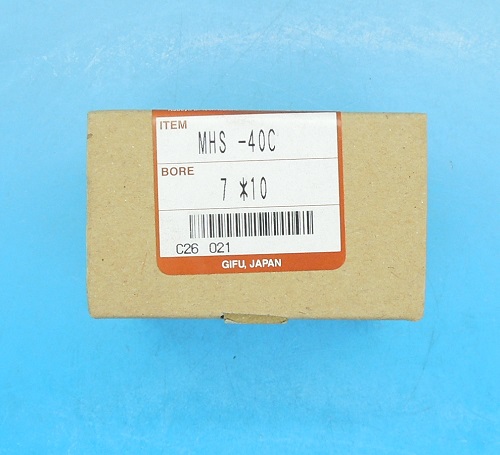 ITEM
MHS -40C
BORE
7 *10
C26 021
GIFU, JAPAN